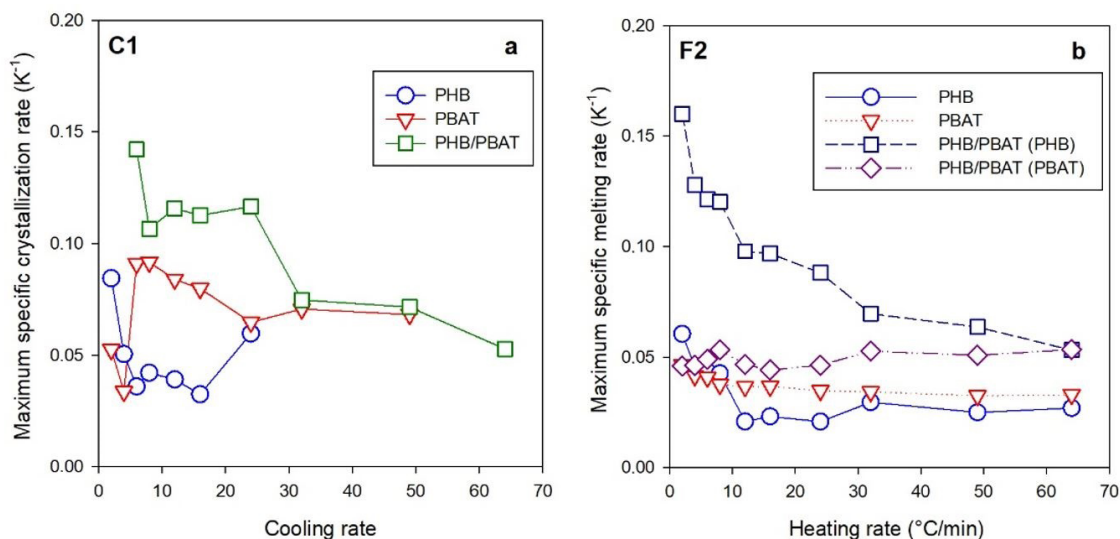 C1
a
PHB
PBAT
PHB/PBAT
Maximum specific crystallization rate (K⁻¹)
0.20
0.15
0.10
0.05
0.00
0 10 20 30 40 50 60 70
Cooling rate
F2
b
PHB
PBAT
PHB/PBAT (PHB)
PHB/PBAT (PBAT)
Maximum specific melting rate (K⁻¹)
0.20
0.15
0.10
0.05
0.00
0 10 20 30 40 50 60 70
Heating rate (°C/min)